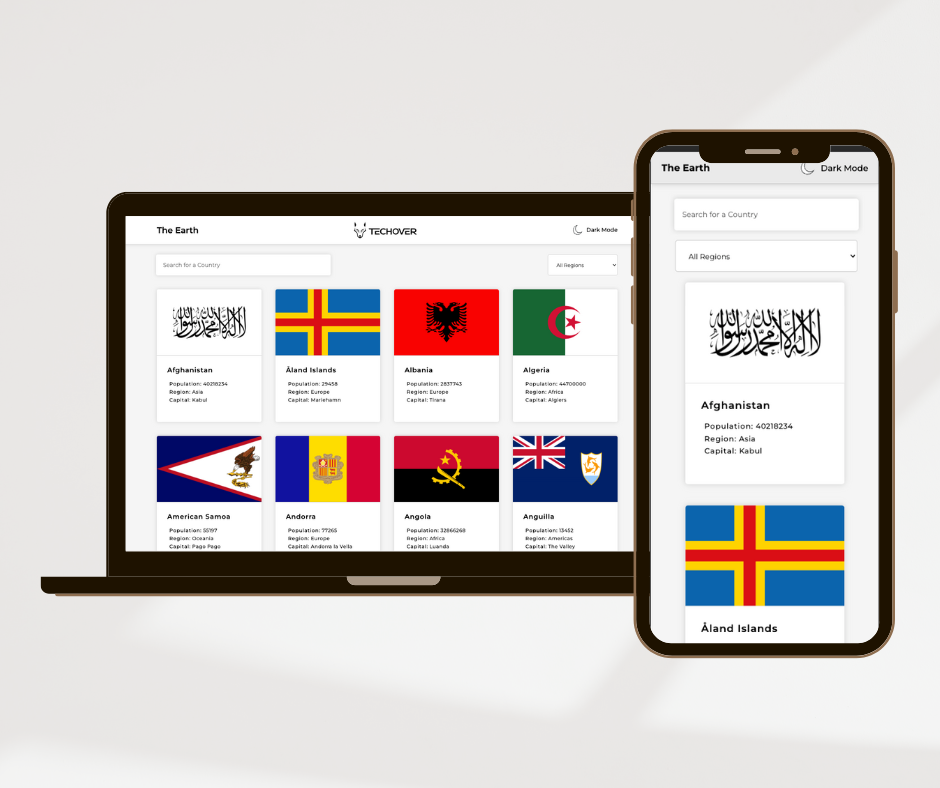 The Earth
TECHOVER
Dark Mode
Search for a Country
All Regions
لا إله إلا الله محمد رسول الله
Afghanistan
Population: 40218234
Region: Asia
Capital: Kabul
Åland Islands
Population: 29458
Region: Europe
Capital: Mariehamn
Albania
Population: 2837743
Region: Europe
Capital: Tirana
Algeria
Population: 44700000
Region: Africa
Capital: Algiers
American Samoa
Population: 55197
Region: Oceania
Capital: Pago Pago
Andorra
Population: 77265
Region: Europe
Capital: Andorra la Vella
Angola
Population: 32866268
Region: Africa
Capital: Luanda
Anguilla
Population: 13452
Region: Americas
Capital: The Valley
The Earth
Dark Mode
Search for a Country
All Regions
لا إله إلا الله محمد رسول الله
Afghanistan
Population: 40218234
Region: Asia
Capital: Kabul
Åland Islands